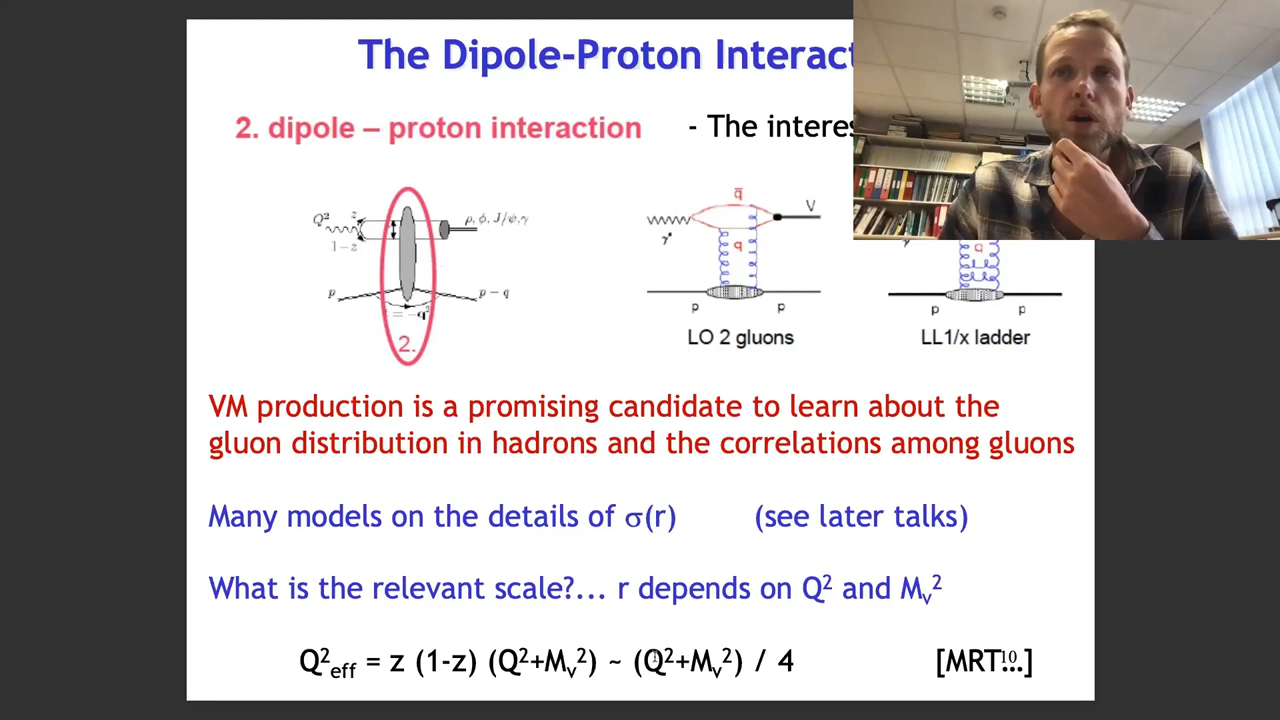 The Dipole-Proton
2. dipole – proton interaction - The
Q² z ρ, φ, J/ψ, γ
1-z
p p − q
= −q²
2.
q̄
V
γ* q
p p
LO 2 gluons
q
p p
LL1/x ladder
VM production is a promising candidate to learn about the
gluon distribution in hadrons and the correlations among gluons
Many models on the details of σ(r) (see later talks)
What is the relevant scale?... r depends on Q² and Mᵥ²
Q²eff = z (1-z) (Q²+Mᵥ²) ~ (Q²+Mᵥ²) / 4 [MRT...]
10